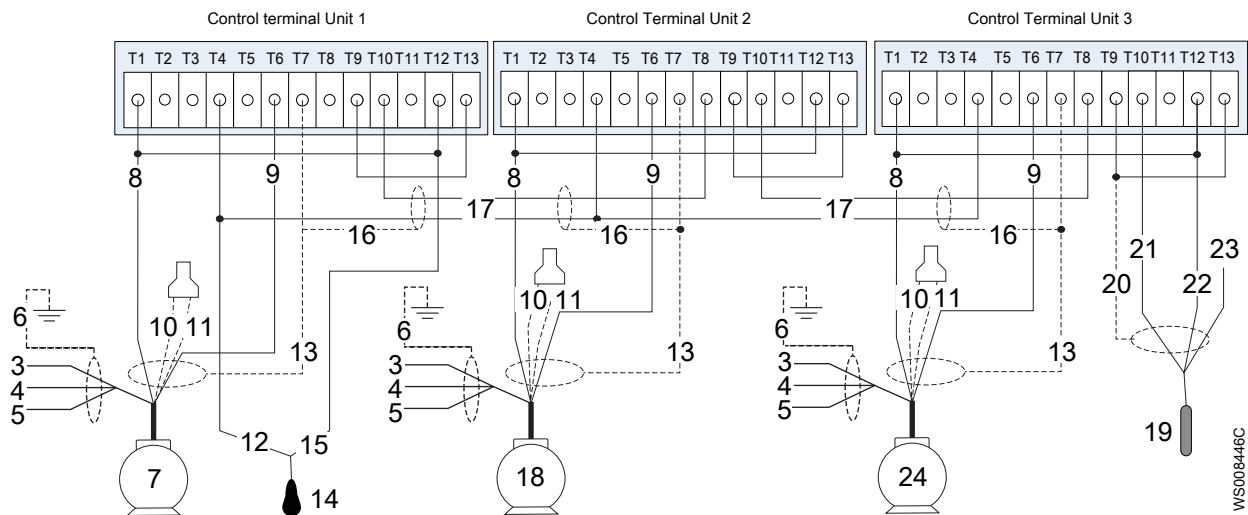 Control terminal Unit 1
Control Terminal Unit 2
Control Terminal Unit 3
T1 T2 T3 T4 T5 T6 T7 T8 T9 T10 T11 T12 T13
T1 T2 T3 T4 T5 T6 T7 T8 T9 T10 T11 T12 T13
T1 T2 T3 T4 T5 T6 T7 T8 T9 T10 T11 T12 T13
8 9 8 9 8 9
17 17
16 16 16
21 23
20 22
10 11 10 11 10 11
6 6 6
13 13 13
3 3 3
4 4 4
5 5 5
12 15
19
7 14 18 24
WS008446C